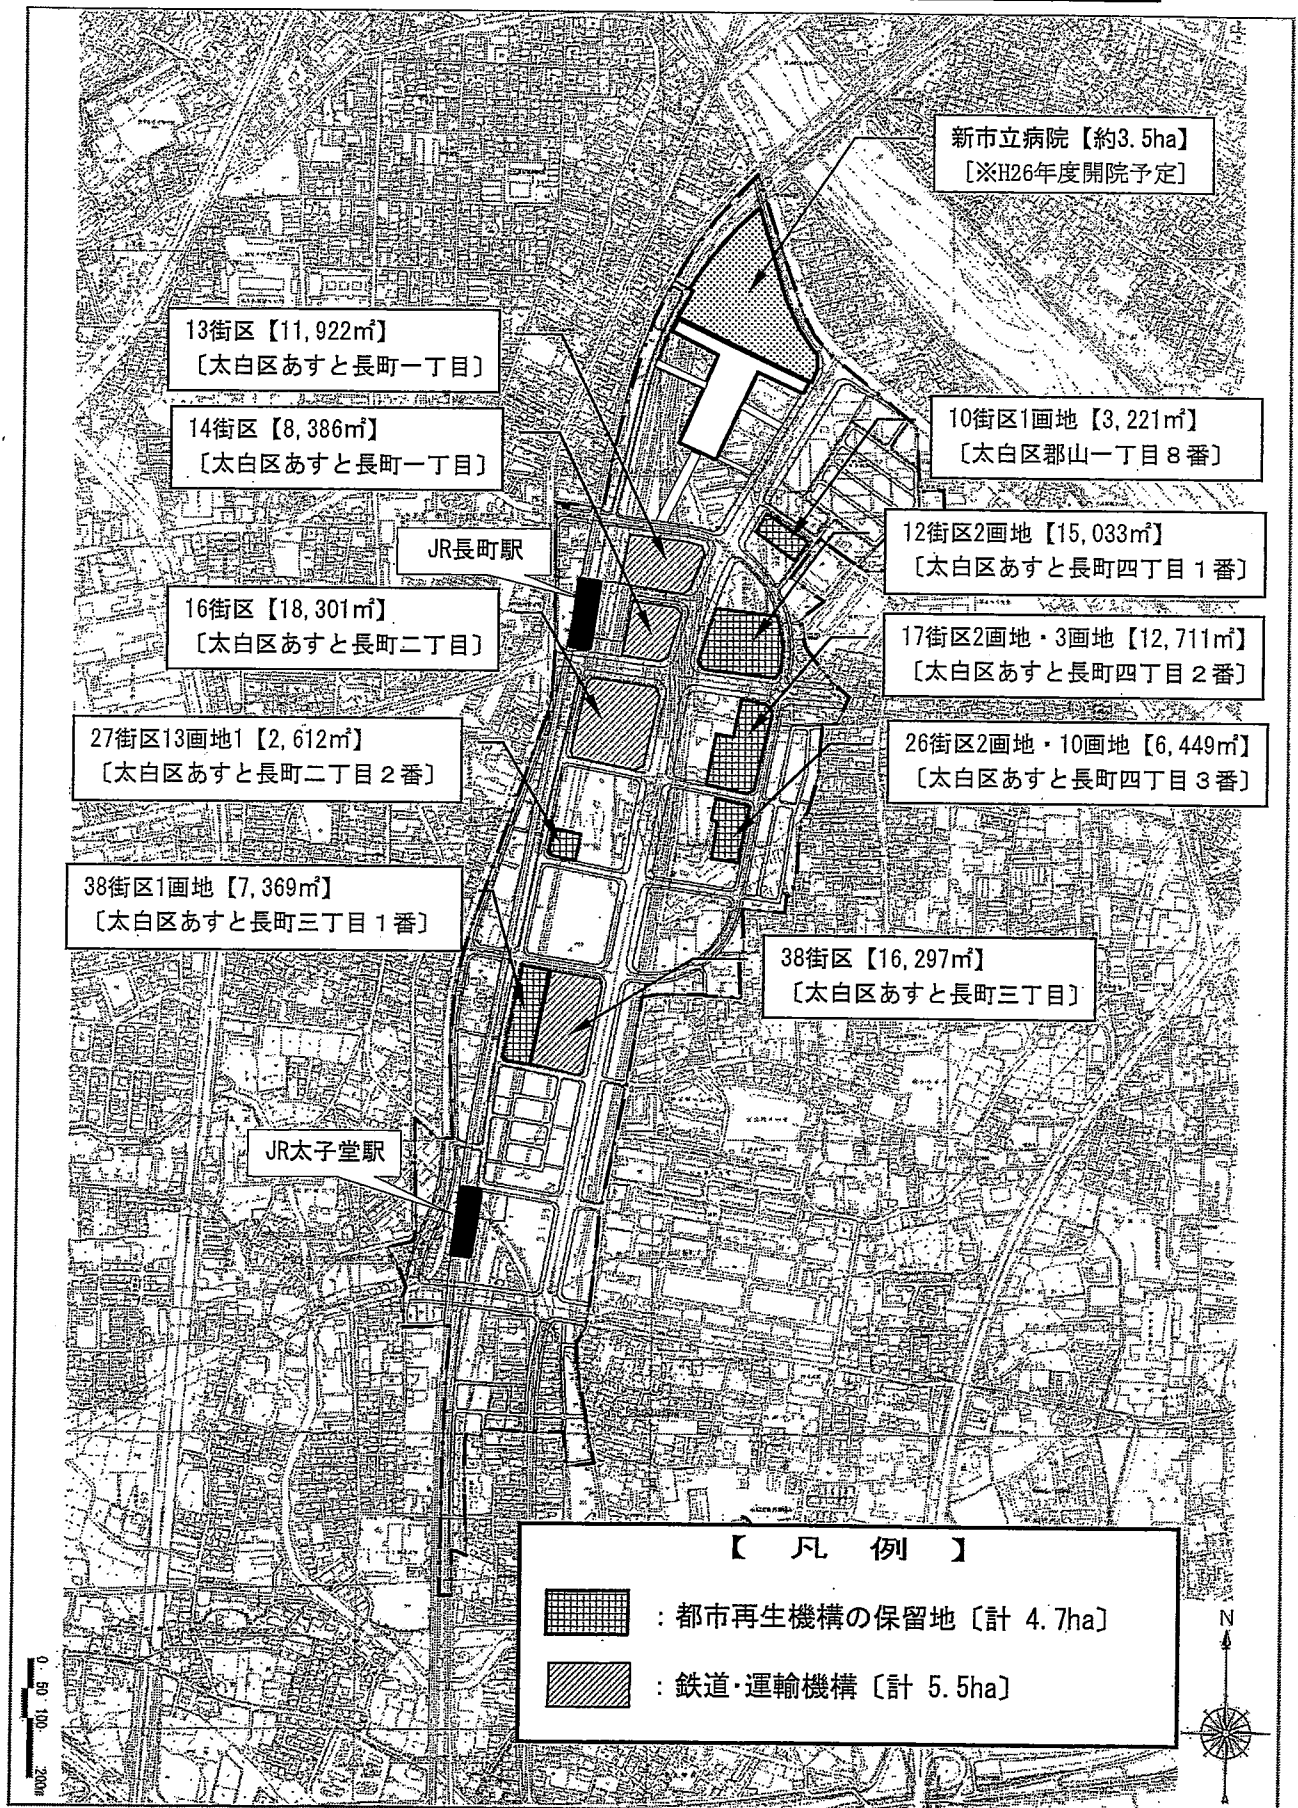 新市立病院【約3.5ha】
［※H26年度開院予定］
13街区【11,922㎡】
〔太白区あすと長町一丁目〕
14街区【8,386㎡】
〔太白区あすと長町一丁目〕
10街区1画地【3,221㎡】
〔太白区郡山一丁目８番〕
JR長町駅
12街区2画地【15,033㎡】
〔太白区あすと長町四丁目１番〕
16街区【18,301㎡】
〔太白区あすと長町二丁目〕
17街区2画地・3画地【12,711㎡】
〔太白区あすと長町四丁目２番〕
27街区13画地1【2,612㎡】
〔太白区あすと長町二丁目２番〕
26街区2画地・10画地【6,449㎡】
〔太白区あすと長町四丁目３番〕
38街区1画地【7,369㎡】
〔太白区あすと長町三丁目１番〕
38街区【16,297㎡】
〔太白区あすと長町三丁目〕
JR太子堂駅
【 凡 例 】
：都市再生機構の保留地〔計 4.7ha〕
：鉄道・運輸機構〔計 5.5ha〕
N
0 50 100 200m